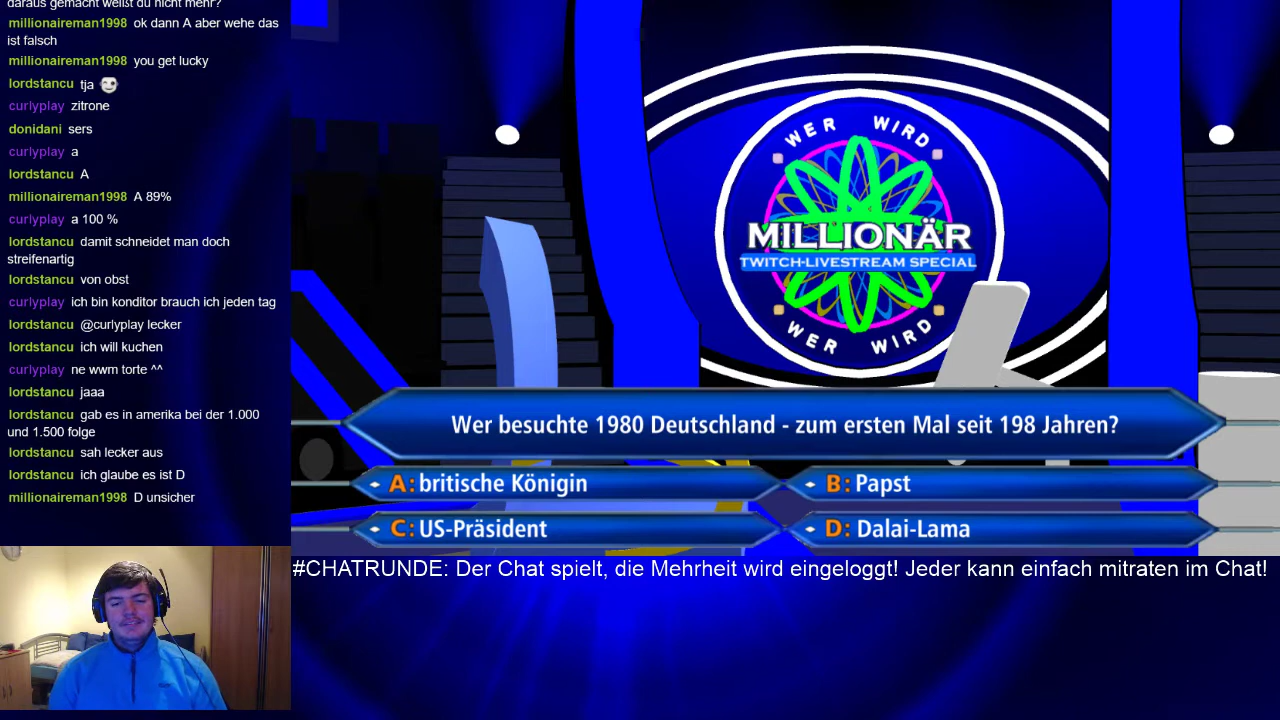 daraus gemacht weißt du nicht mehr?
millionaireman1998 ok dann A aber wehe das
ist falsch
millionaireman1998 you get lucky
lordstancu tja
curlyplay zitrone
donidani sers
curlyplay a
lordstancu A
millionaireman1998 A 89%
curlyplay a 100 %
lordstancu damit schneidet man doch
streifenartig
lordstancu von obst
curlyplay ich bin konditor brauch ich jeden tag
lordstancu @curlyplay lecker
lordstancu ich will kuchen
curlyplay ne wwm torte ^^
lordstancu jaaa
lordstancu gab es in amerika bei der 1.000
und 1.500 folge
lordstancu sah lecker aus
lordstancu ich glaube es ist D
millionaireman1998 D unsicher
WER WIRD
MILLIONÄR
TWITCH-LIVESTREAM SPECIAL
WER WIRD
Wer besuchte 1980 Deutschland - zum ersten Mal seit 198 Jahren?
A: britische Königin
B: Papst
C: US-Präsident
D: Dalai-Lama
#CHATRUNDE: Der Chat spielt, die Mehrheit wird eingeloggt! Jeder kann einfach mitraten im Chat!